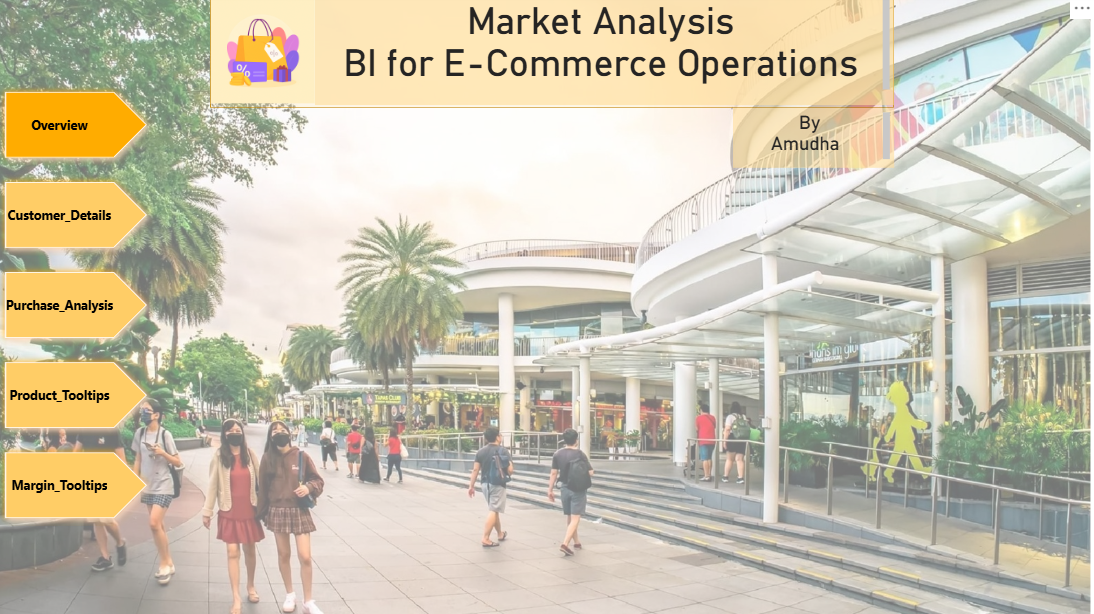 Market Analysis
BI for E-Commerce Operations
By
Amudha
Overview
Customer_Details
Purchase_Analysis
Product_Tooltips
Margin_Tooltips